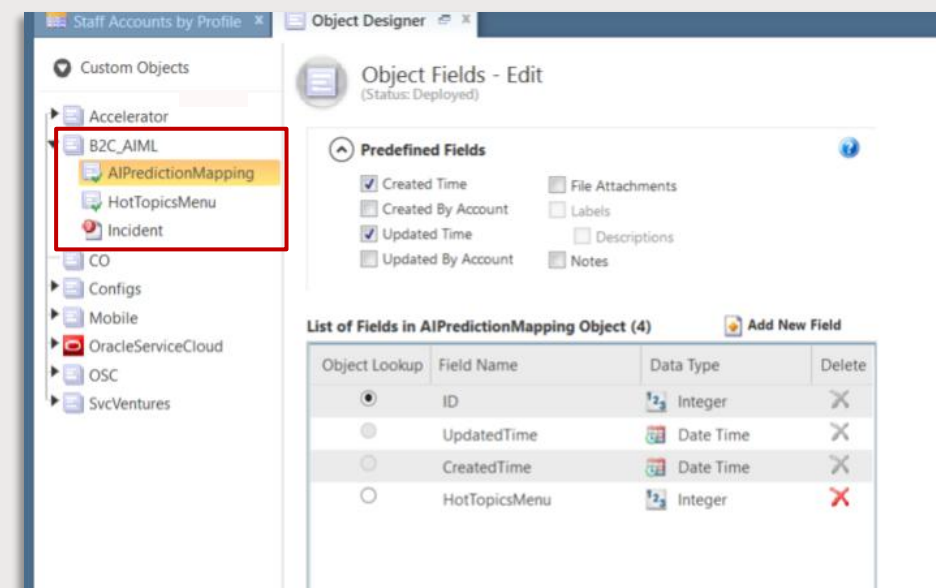 Staff Accounts by Profile
Object Designer
Custom Objects
Accelerator
B2C_AIML
AIPredictionMapping
HotTopicsMenu
Incident
CO
Configs
Mobile
OracleServiceCloud
OSC
SvcVentures
Object Fields - Edit
(Status: Deployed)
Predefined Fields
Created Time File Attachments
Created By Account Labels
Updated Time Descriptions
Updated By Account Notes
List of Fields in AIPredictionMapping Object (4) Add New Field
Object Lookup Field Name Data Type Delete
ID Integer
UpdatedTime Date Time
CreatedTime Date Time
HotTopicsMenu Integer